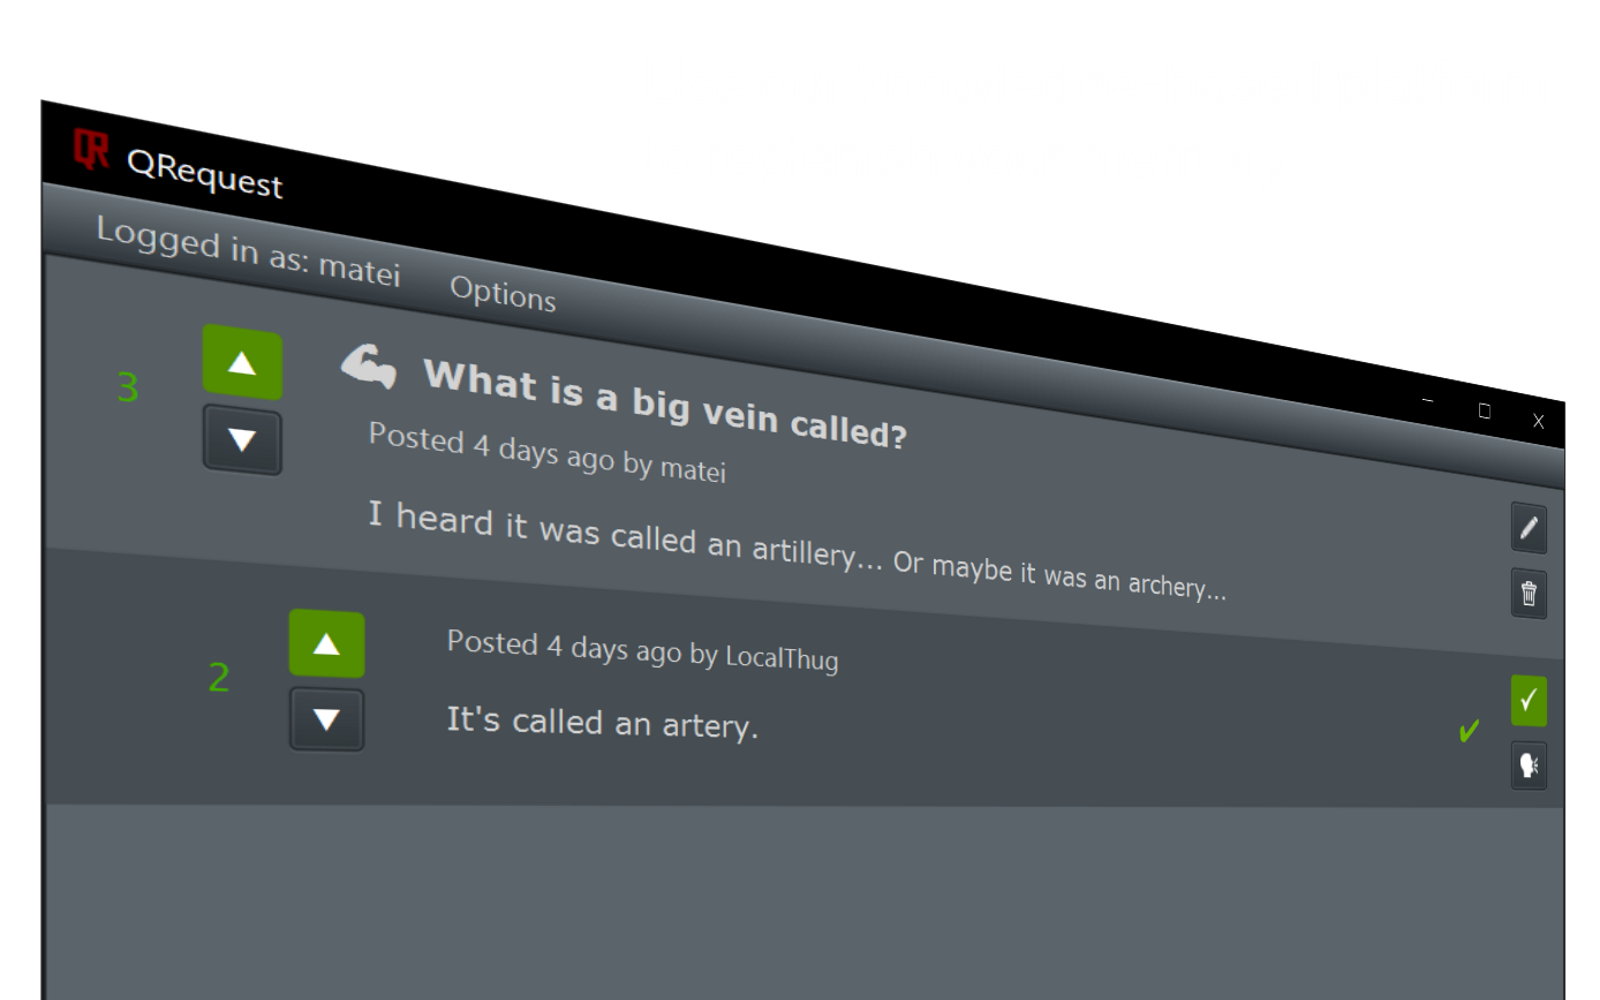 QR QRequest
Logged in as: matei Options
3
What is a big vein called?
Posted 4 days ago by matei
I heard it was called an artillery... Or maybe it was an archery...
2
Posted 4 days ago by LocalThug
It's called an artery.